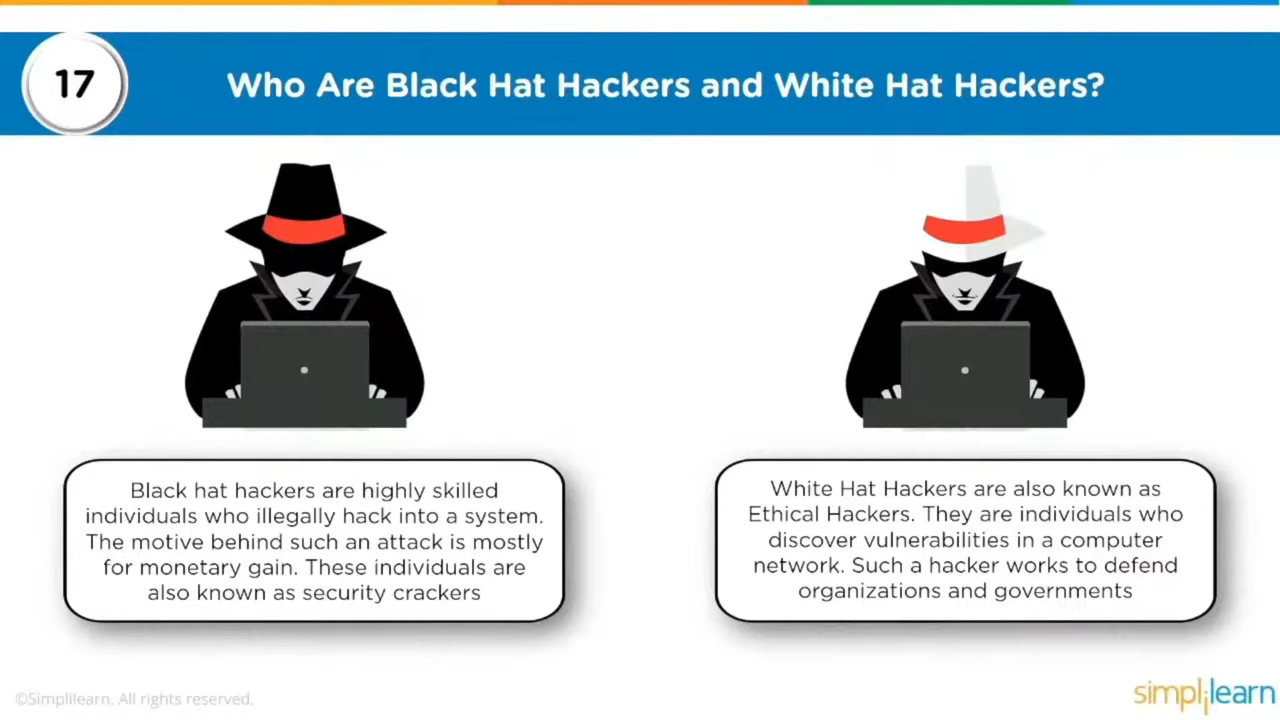 17
Who Are Black Hat Hackers and White Hat Hackers?
Black hat hackers are highly skilled
individuals who illegally hack into a system.
The motive behind such an attack is mostly
for monetary gain. These individuals are
also known as security crackers
White Hat Hackers are also known as
Ethical Hackers. They are individuals who
discover vulnerabilities in a computer
network. Such a hacker works to defend
organizations and governments
©Simplilearn. All rights reserved.
simplilearn